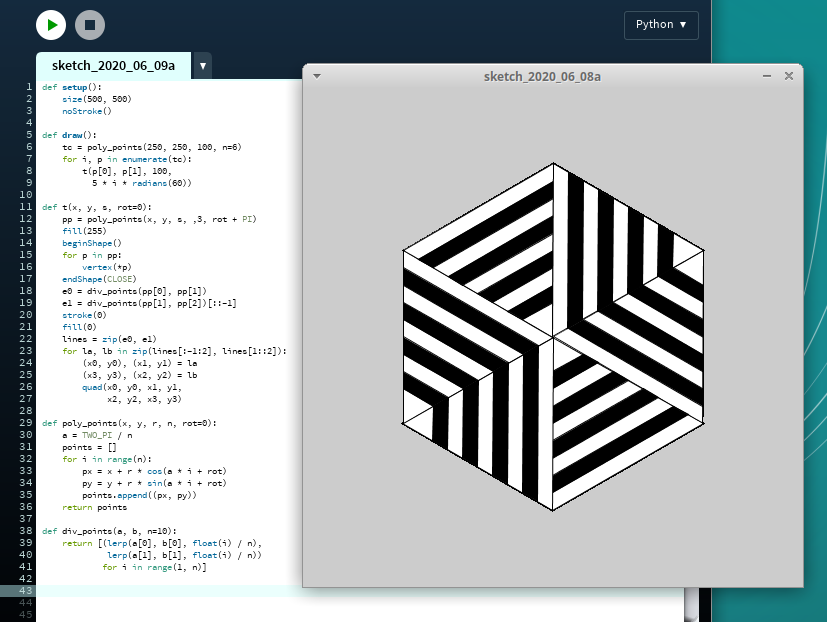 Python ▾
sketch_2020_06_09a ▾
sketch_2020_06_08a
1 def setup():
2     size(500, 500)
3     noStroke()
4
5 def draw():
6     tc = poly_points(250, 250, 100, n=6)
7     for i, p in enumerate(tc):
8         t(p[0], p[1], 100,
9           5 * i * radians(60))
10
11 def t(x, y, s, rot=0):
12     pp = poly_points(x, y, s, ,3, rot + PI)
13     fill(255)
14     beginShape()
15     for p in pp:
16         vertex(*p)
17     endShape(CLOSE)
18     e0 = div_points(pp[0], pp[1])
19     e1 = div_points(pp[1], pp[2])[::-1]
20     stroke(0)
21     fill(0)
22     lines = zip(e0, e1)
23     for la, lb in zip(lines[:-1:2], lines[1::2]):
24         (x0, y0), (x1, y1) = la
25         (x3, y3), (x2, y2) = lb
26         quad(x0, y0, x1, y1,
27              x2, y2, x3, y3)
28
29 def poly_points(x, y, r, n, rot=0):
30     a = TWO_PI / n
31     points = []
32     for i in range(n):
33         px = x + r * cos(a * i + rot)
34         py = y + r * sin(a * i + rot)
35         points.append((px, py))
36     return points
37
38 def div_points(a, b, n=10):
39     return [(lerp(a[0], b[0], float(i) / n),
40              lerp(a[1], b[1], float(i) / n))
41             for i in range(1, n)]
42
43
44
45